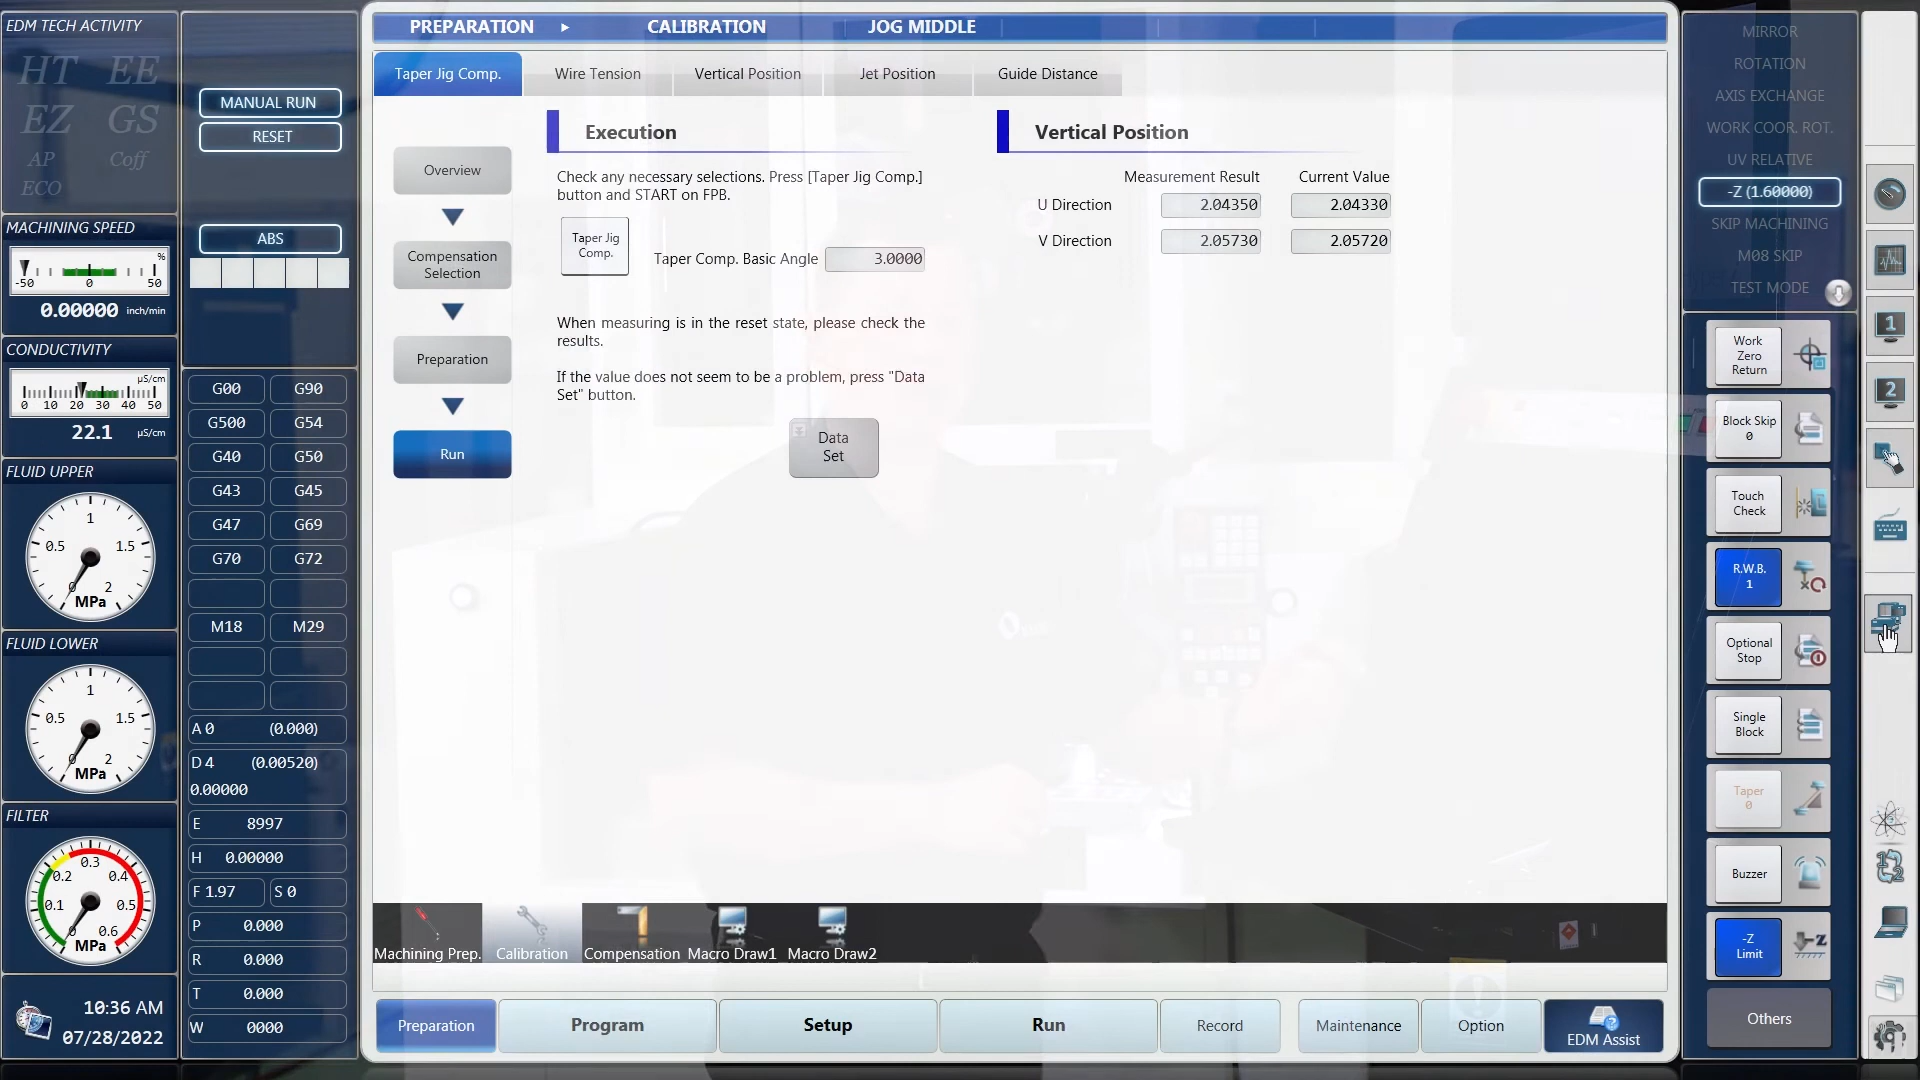 EDM TECH ACTIVITY
HT EE
EZ GS
AP Coff
ECO
MACHINING SPEED
%
-50 0 50
0.00000 inch/min
CONDUCTIVITY
µS/cm
0 10 20 30 40 50
22.1 µS/cm
FLUID UPPER
0 0.5 1 1.5 2
MPa
FLUID LOWER
0 0.5 1 1.5 2
MPa
FILTER
0 0.1 0.2 0.3 0.4 0.5 0.6
MPa
10:36 AM
07/28/2022
MANUAL RUN
RESET
ABS
G00 G90
G500 G54
G40 G50
G43 G45
G47 G69
G70 G72
M18 M29
A 0 (0.000)
D 4 (0.00520)
0.00000
E 8997
H 0.00000
F 1.97 S 0
P 0.000
R 0.000
T 0.000
W 0000
PREPARATION ► CALIBRATION JOG MIDDLE
Taper Jig Comp. Wire Tension Vertical Position Jet Position Guide Distance
Overview
Compensation
Selection
Preparation
Run
Execution
Check any necessary selections. Press [Taper Jig Comp.]
button and START on FPB.
Taper Jig
Comp.
Taper Comp. Basic Angle 3.0000
When measuring is in the reset state, please check the
results.
If the value does not seem to be a problem, press "Data
Set" button.
Data
Set
Vertical Position
Measurement Result Current Value
U Direction 2.04350 2.04330
V Direction 2.05730 2.05720
Machining Prep. Calibration Compensation Macro Draw1 Macro Draw2
Preparation Program Setup Run Record Maintenance Option EDM Assist
MIRROR
ROTATION
AXIS EXCHANGE
WORK COOR. ROT.
UV RELATIVE
-Z (1.60000)
SKIP MACHINING
M08 SKIP
TEST MODE
Work
Zero
Return
Block Skip
0
Touch
Check
R.W.B.
1
Optional
Stop
Single
Block
Taper
0
Buzzer
-Z
Limit
-Z
Others
1
2
1 2